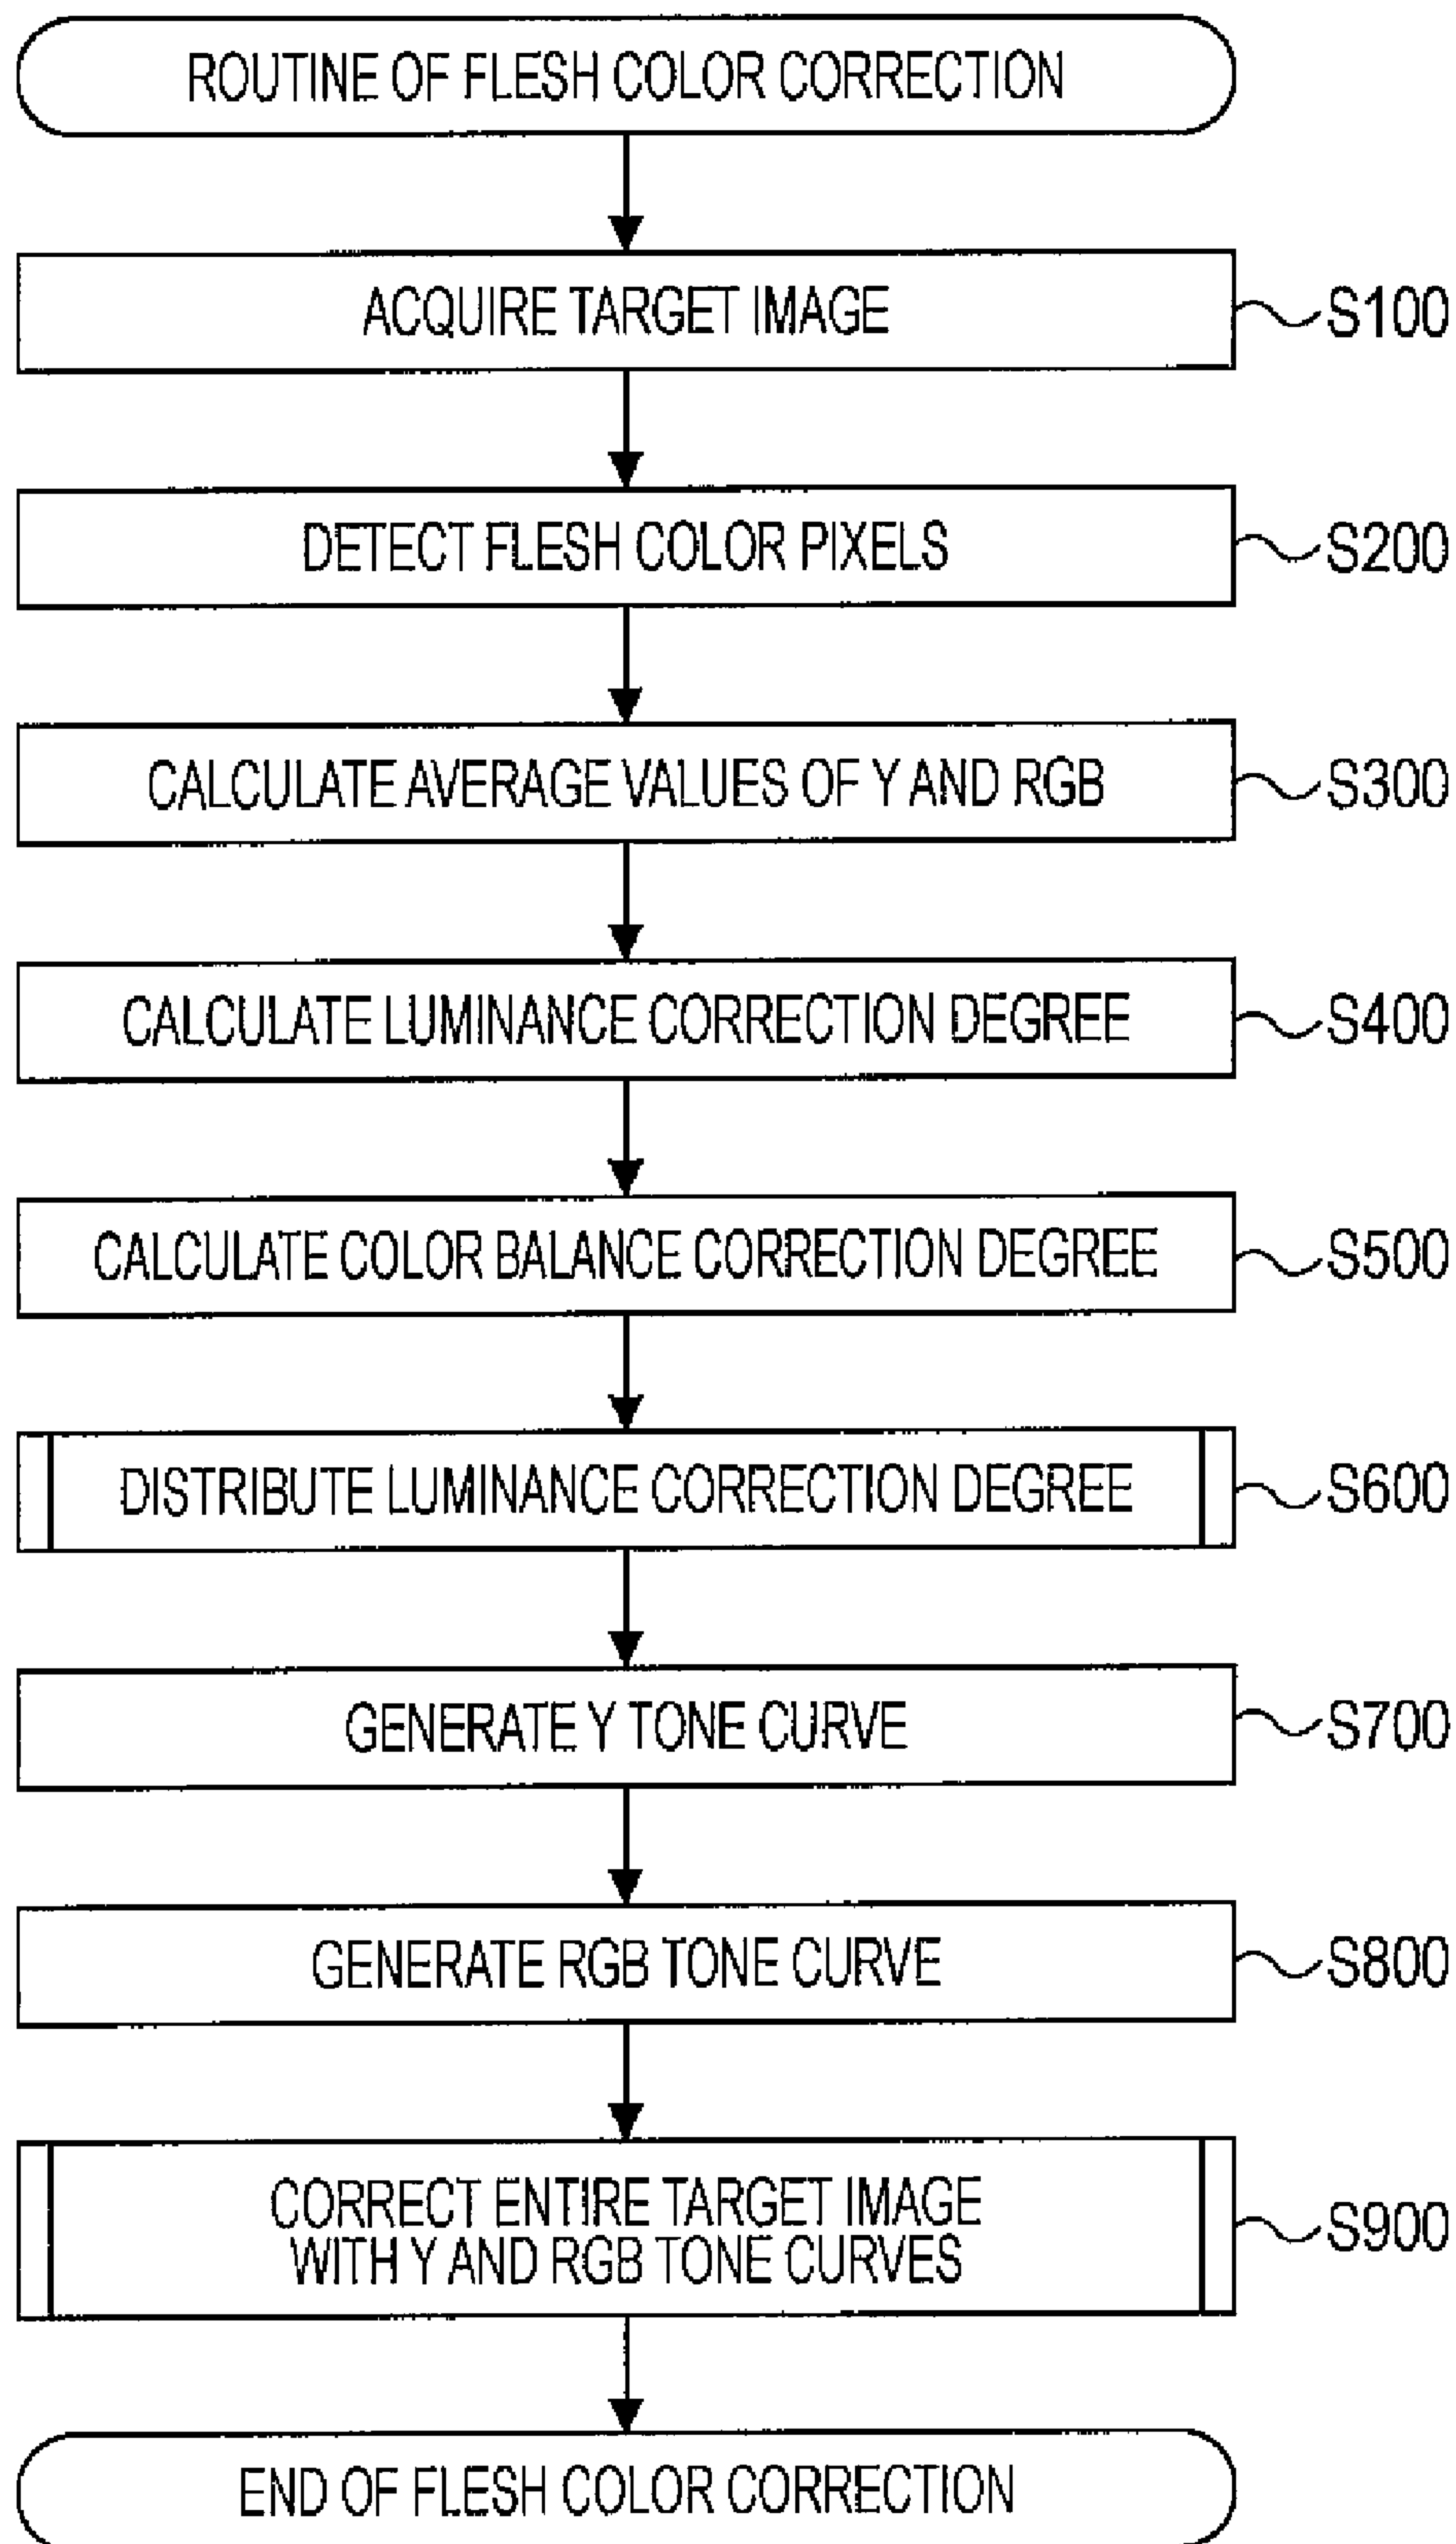 ROUTINE OF FLESH COLOR CORRECTION
ACQUIRE TARGET IMAGE
S100
DETECT FLESH COLOR PIXELS
S200
CALCULATE AVERAGE VALUES OF Y AND RGB
S300
CALCULATE LUMINANCE CORRECTION DEGREE
S400
CALCULATE COLOR BALANCE CORRECTION DEGREE
S500
DISTRIBUTE LUMINANCE CORRECTION DEGREE
S600
GENERATE Y TONE CURVE
S700
GENERATE RGB TONE CURVE
S800
CORRECT ENTIRE TARGET IMAGE
WITH Y AND RGB TONE CURVES
S900
END OF FLESH COLOR CORRECTION